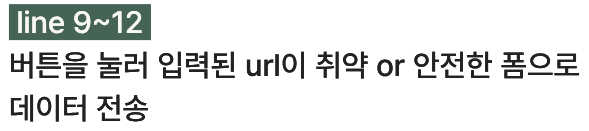 line 9~12
버튼을 눌러 입력된 url이 취약 or 안전한 폼으로
데이터 전송